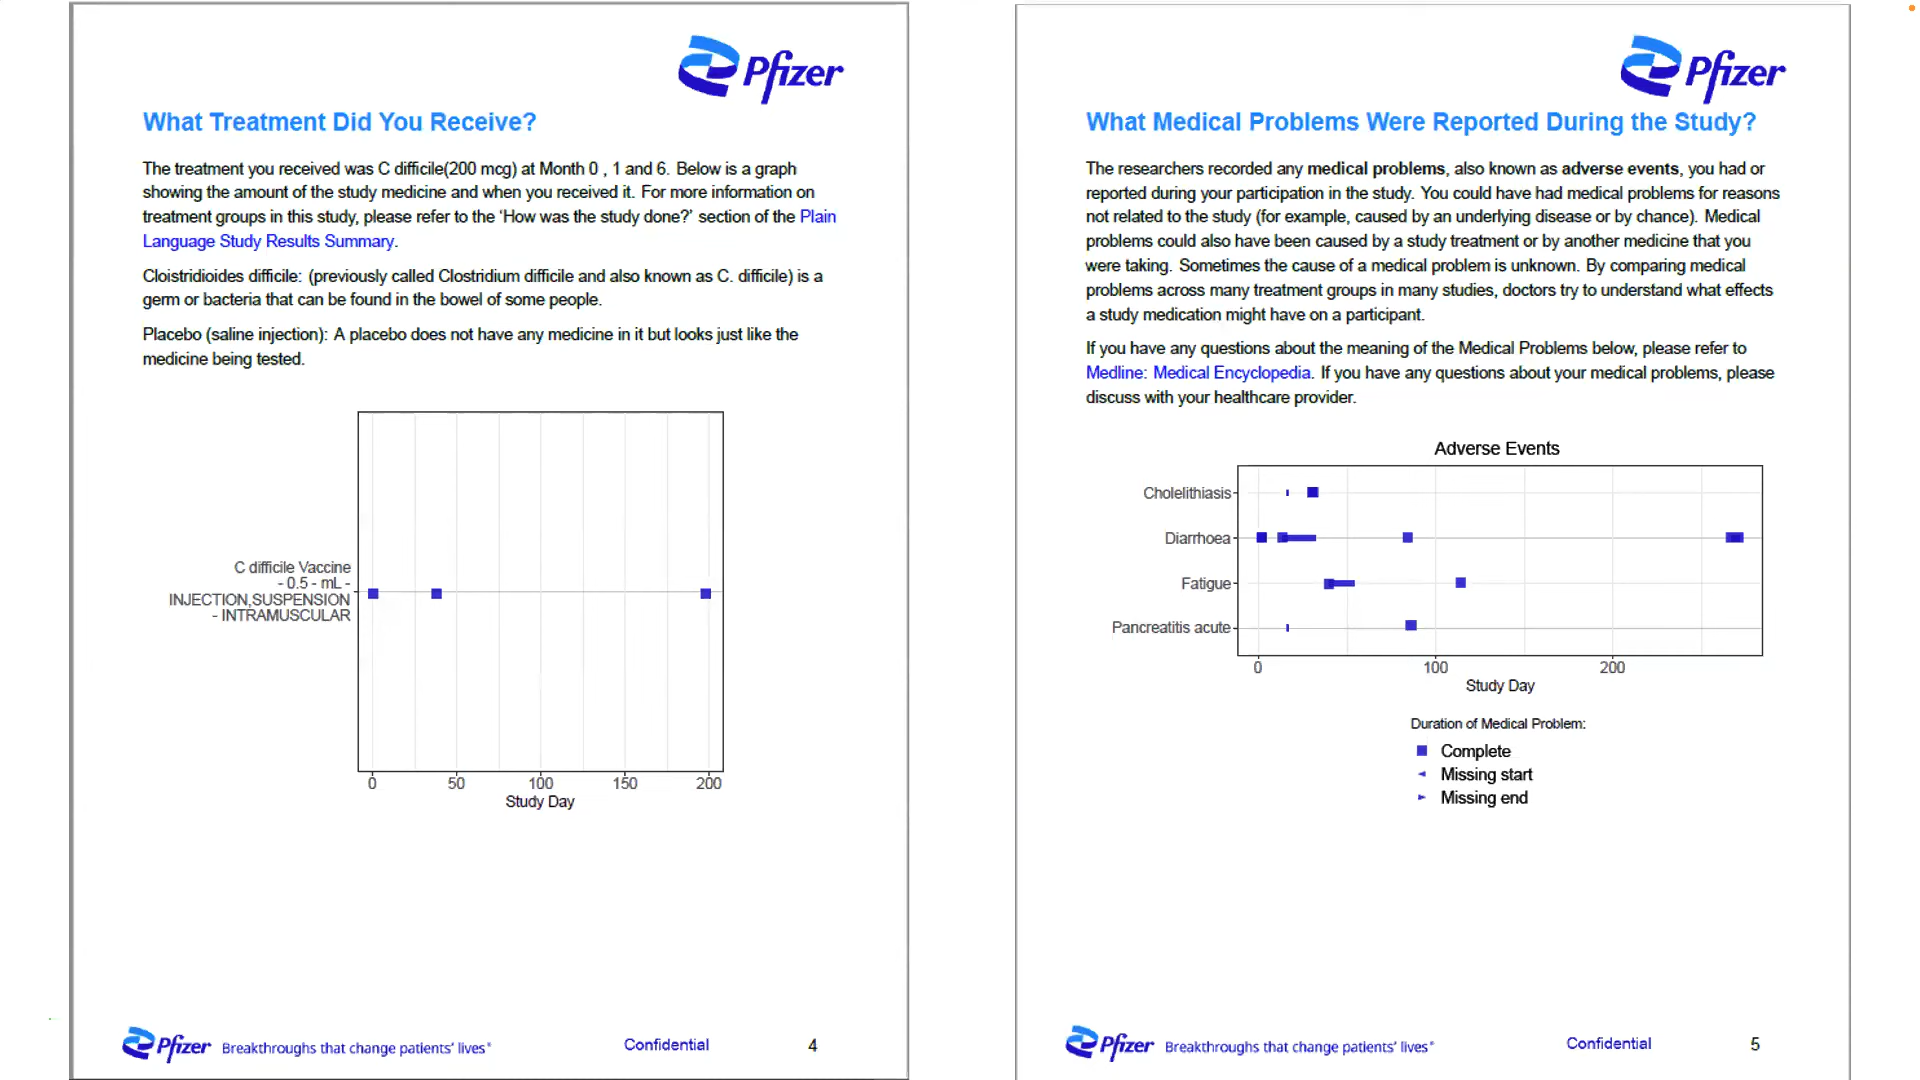 Pfizer
What Treatment Did You Receive?
The treatment you received was C difficile(200 mcg) at Month 0 , 1 and 6. Below is a graph
showing the amount of the study medicine and when you received it. For more information on
treatment groups in this study, please refer to the ‘How was the study done?’ section of the Plain
Language Study Results Summary.
Cloistridioides difficile: (previously called Clostridium difficile and also known as C. difficile) is a
germ or bacteria that can be found in the bowel of some people.
Placebo (saline injection): A placebo does not have any medicine in it but looks just like the
medicine being tested.
C difficile Vaccine
- 0.5 - mL -
INJECTION,SUSPENSION
- INTRAMUSCULAR
0 50 100 150 200
Study Day
Pfizer Breakthroughs that change patients’ lives® Confidential 4
Pfizer
What Medical Problems Were Reported During the Study?
The researchers recorded any medical problems, also known as adverse events, you had or
reported during your participation in the study. You could have had medical problems for reasons
not related to the study (for example, caused by an underlying disease or by chance). Medical
problems could also have been caused by a study treatment or by another medicine that you
were taking. Sometimes the cause of a medical problem is unknown. By comparing medical
problems across many treatment groups in many studies, doctors try to understand what effects
a study medication might have on a participant.
If you have any questions about the meaning of the Medical Problems below, please refer to
Medline: Medical Encyclopedia. If you have any questions about your medical problems, please
discuss with your healthcare provider.
Adverse Events
Cholelithiasis
Diarrhoea
Fatigue
Pancreatitis acute
0 100 200
Study Day
Duration of Medical Problem:
Complete
Missing start
Missing end
Pfizer Breakthroughs that change patients’ lives® Confidential 5